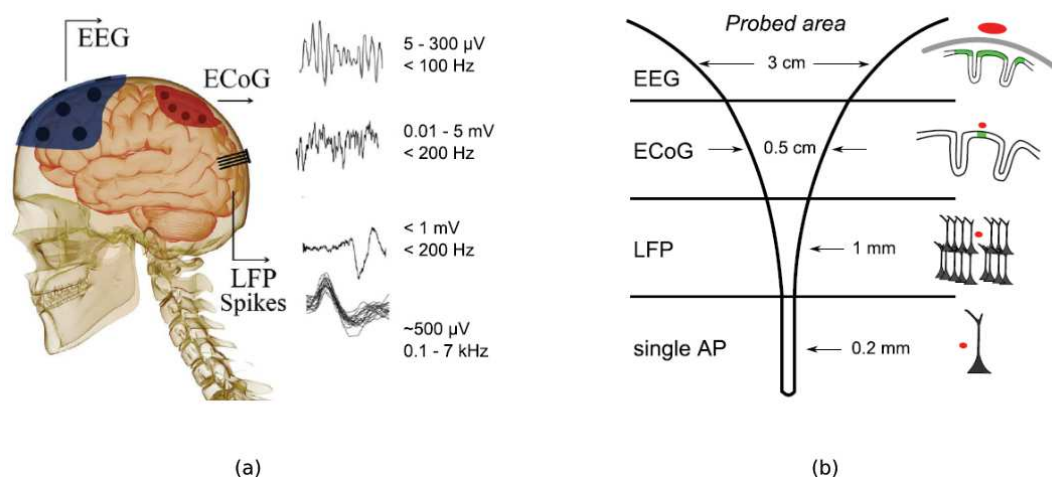 EEG
ECoG
LFP
Spikes
5 - 300 µV
< 100 Hz
0.01 - 5 mV
< 200 Hz
< 1 mV
< 200 Hz
~500 µV
0.1 - 7 kHz
(a)
Probed area
EEG
3 cm
ECoG
0.5 cm
LFP
1 mm
single AP
0.2 mm
(b)